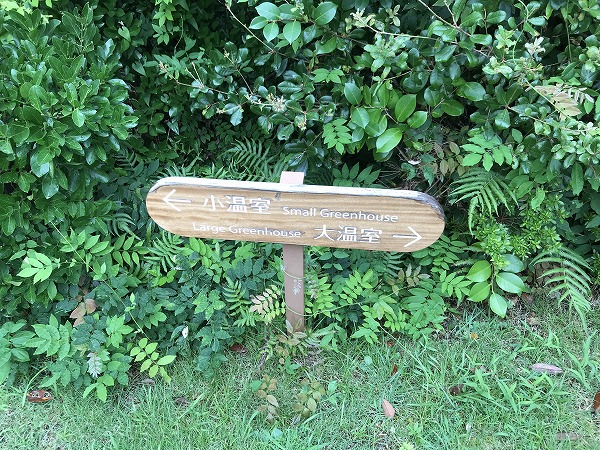 ← 小温室 Small Greenhouse
Large Greenhouse 大温室 →